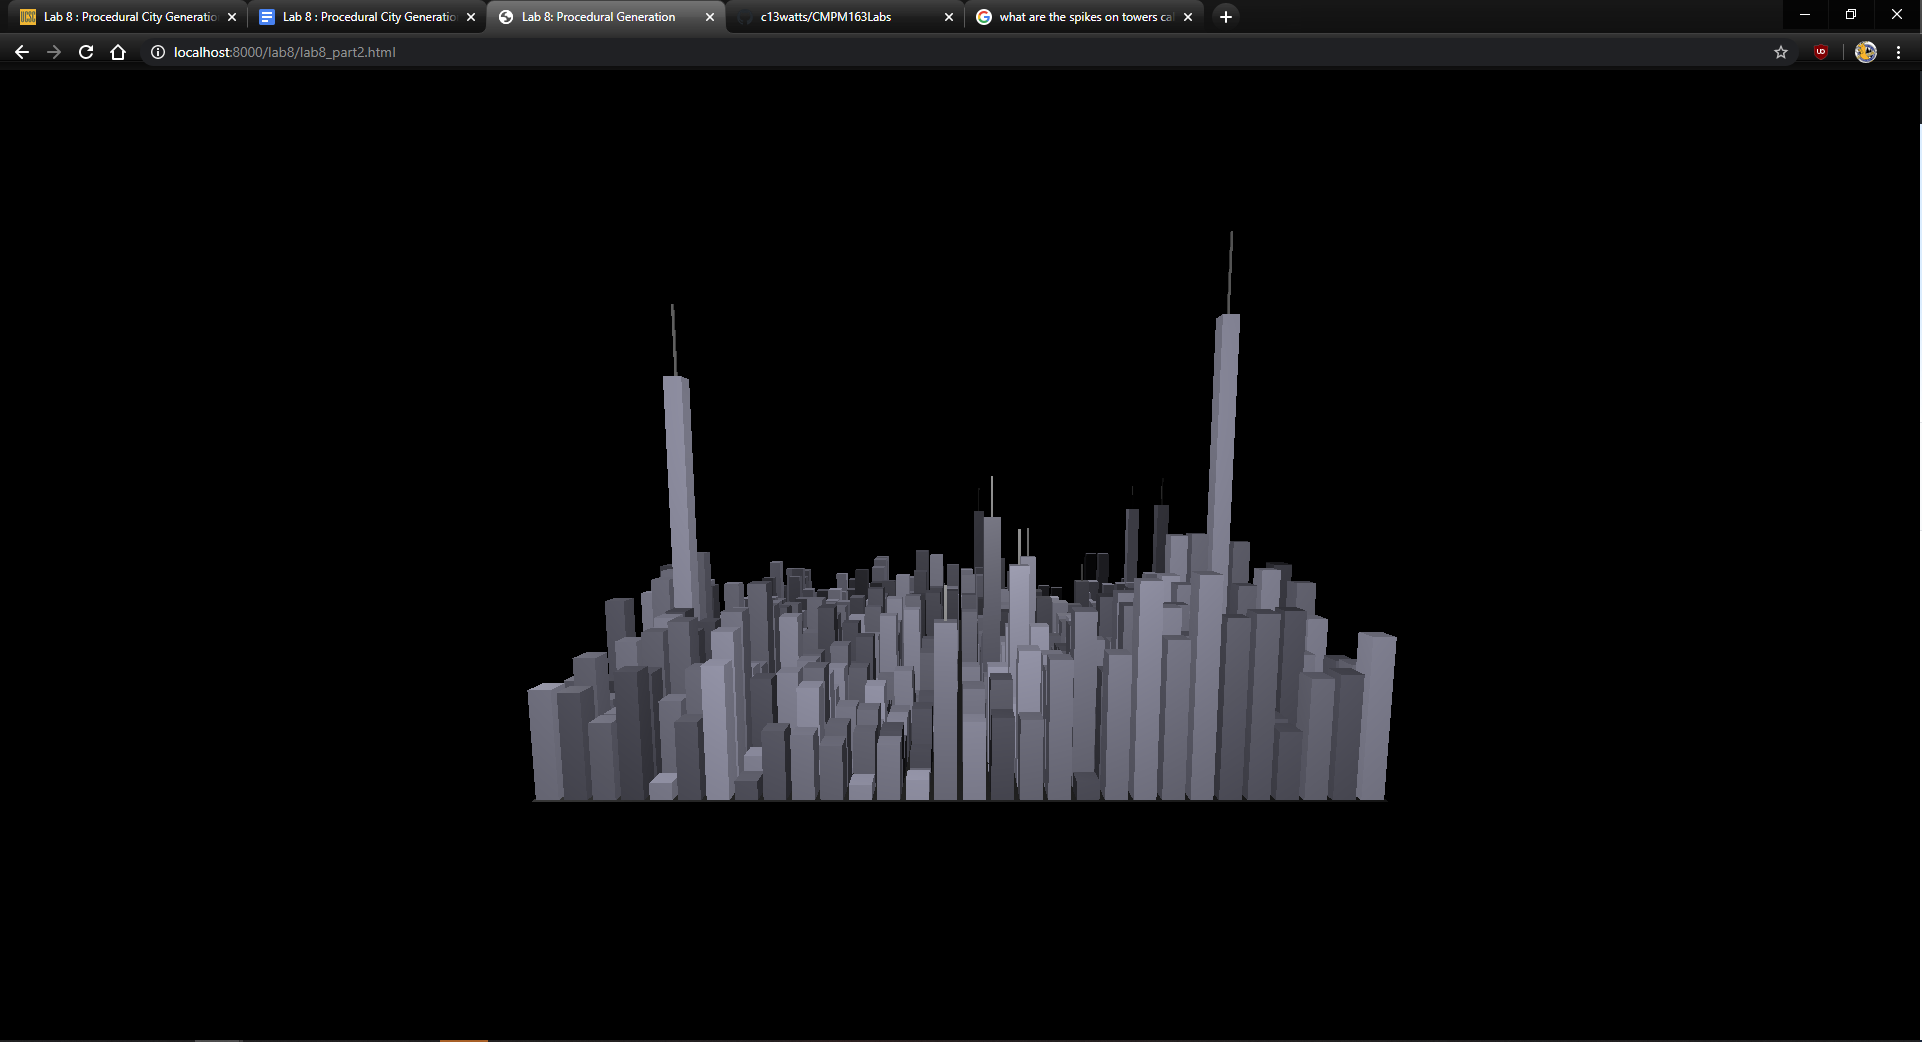 Lab 8 : Procedural City Generatio
Lab 8 : Procedural City Generatio
Lab 8: Procedural Generation
c13watts/CMPM163Labs
what are the spikes on towers cal
localhost:8000/lab8/lab8_part2.html